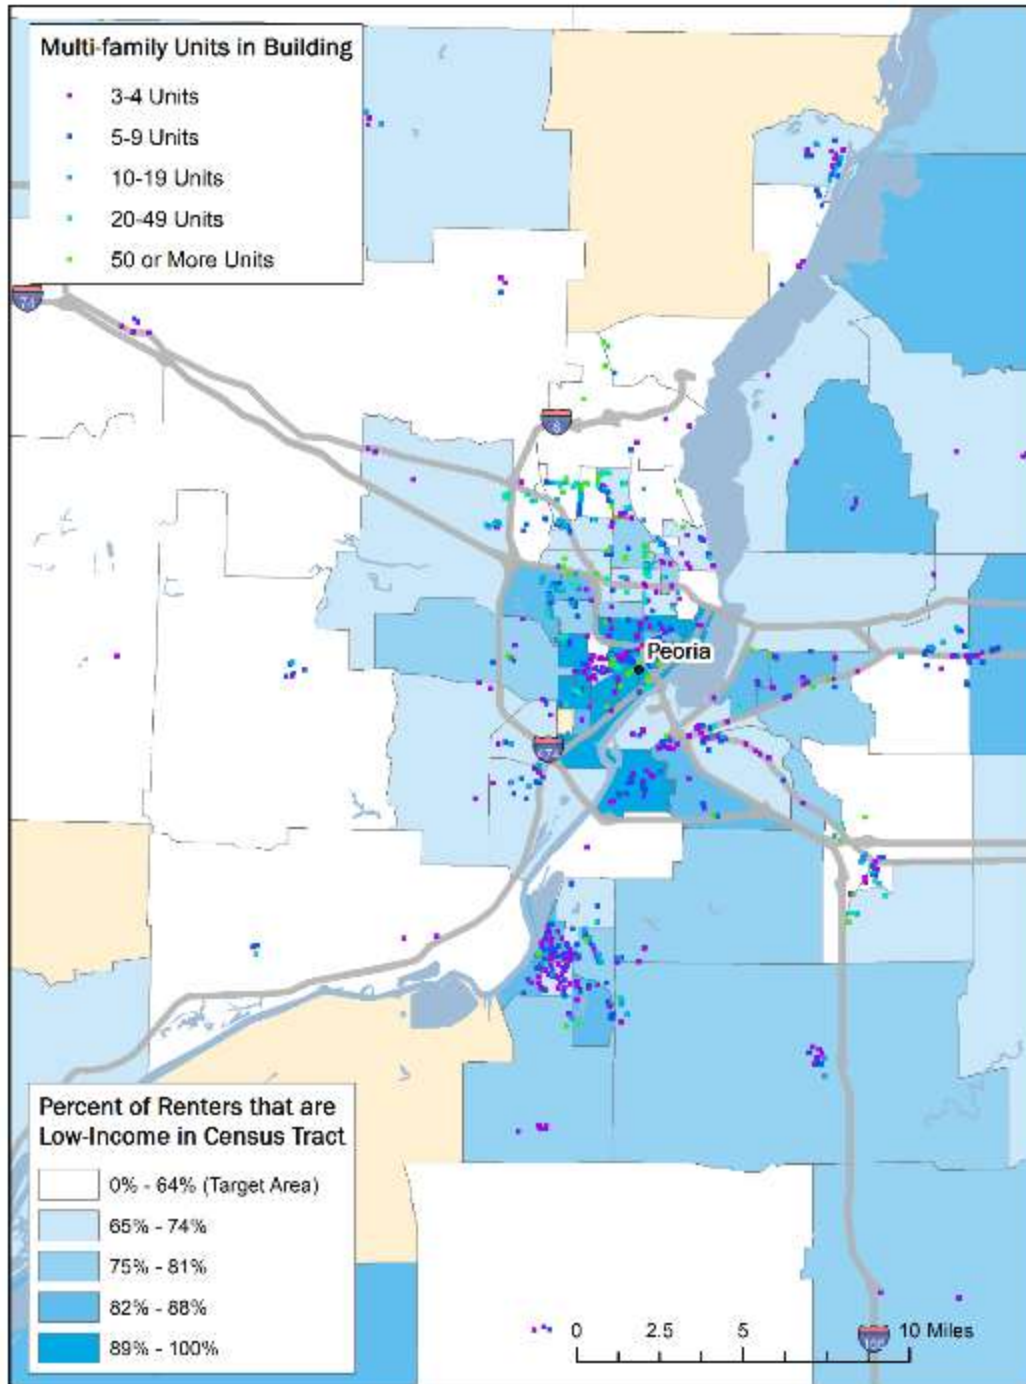 Multi-family Units in Building
3-4 Units
5-9 Units
10-19 Units
20-49 Units
50 or More Units
74
6
Peoria
Percent of Renters that are
Low-Income in Census Tract
0% - 64% (Target Area)
65% - 74%
75% - 81%
82% - 88%
89% - 100%
0 2.5 5 10 Miles